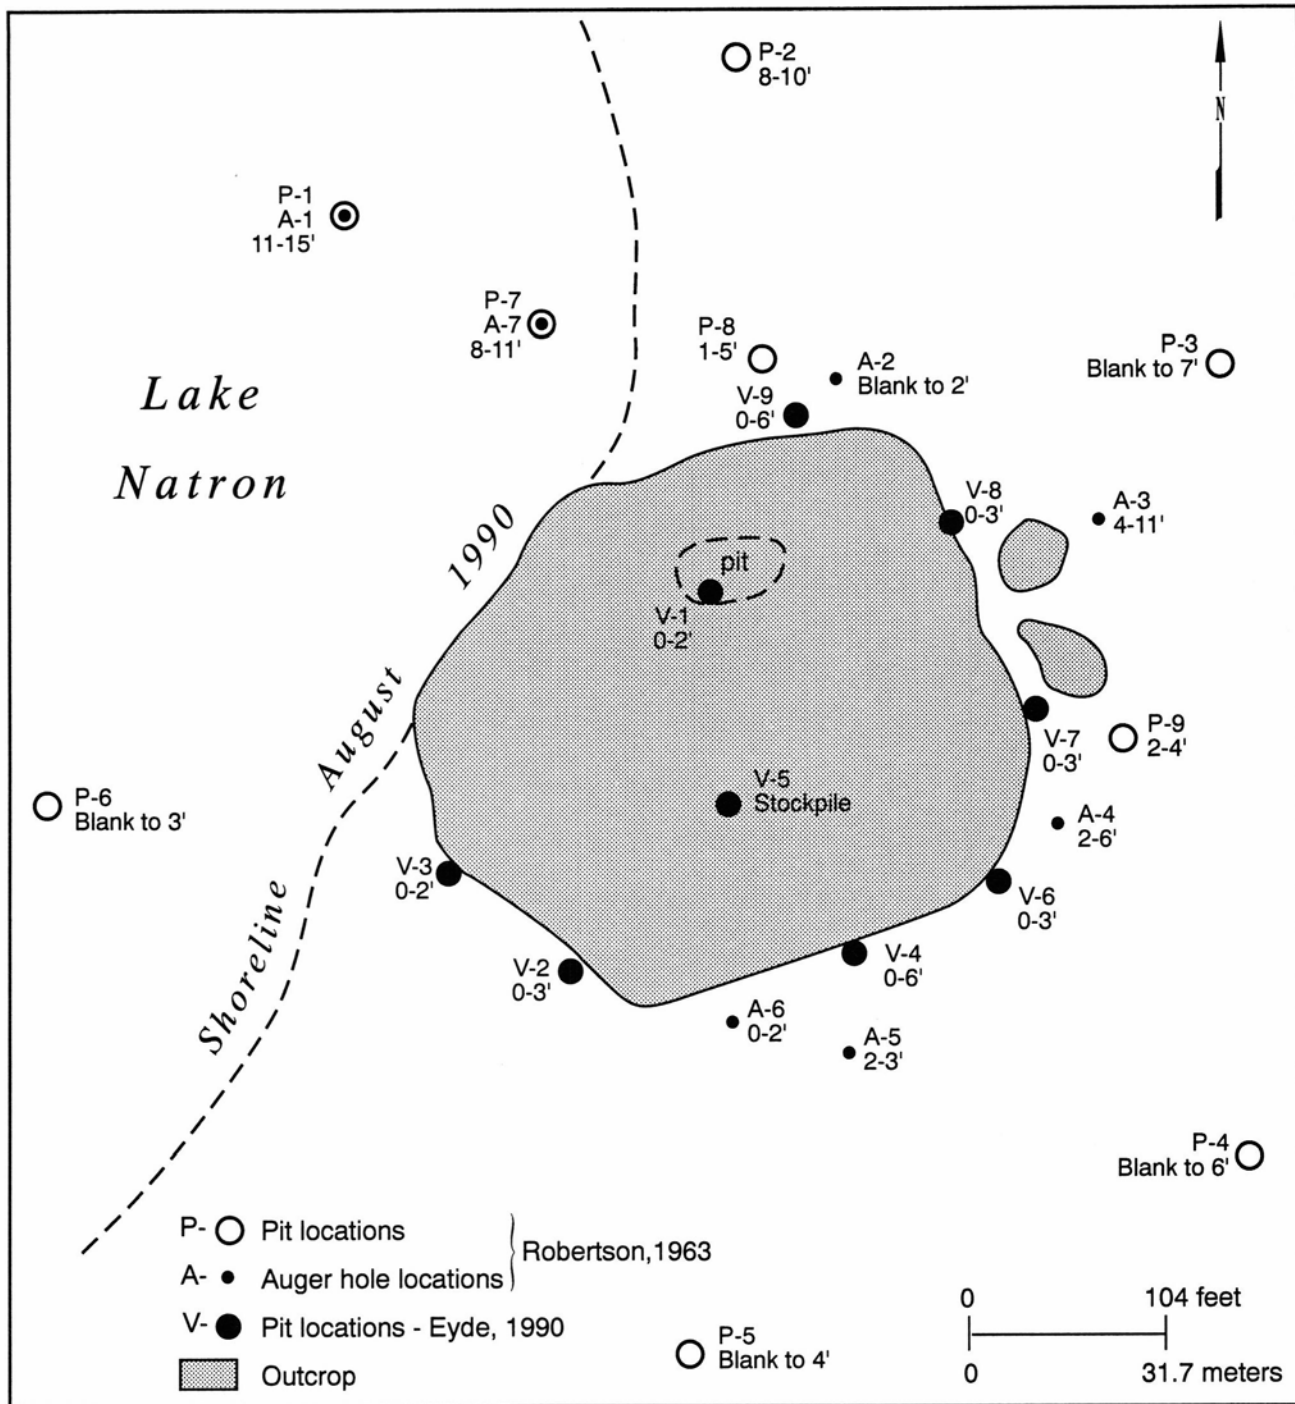 P-2
8-10'
N
P-1
A-1
11-15'
P-7
A-7
8-11'
P-8
1-5'
A-2
Blank to 2'
P-3
Blank to 7'
V-9
0-6'
Lake
Natron
V-8
0-3'
A-3
4-11'
pit
V-1
0-2'
Shoreline August 1990
V-7
0-3'
P-9
2-4'
V-5
Stockpile
P-6
Blank to 3'
A-4
2-6'
V-3
0-2'
V-6
0-3'
V-2
0-3'
V-4
0-6'
A-6
0-2'
A-5
2-3'
P-4
Blank to 6'
P- Pit locations
A- Auger hole locations
Robertson,1963
V- Pit locations - Eyde, 1990
Outcrop
P-5
Blank to 4'
0 104 feet
0 31.7 meters